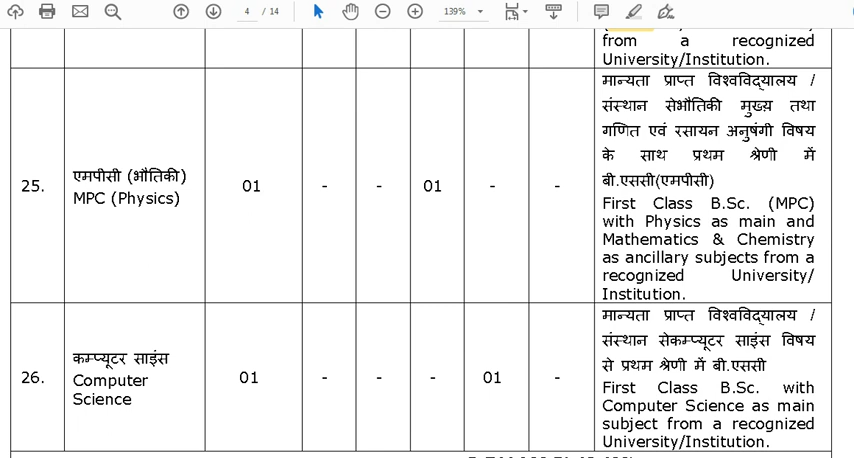 4 / 14
139%
from a recognized
University/Institution.
25.
एमपीसी (भौतिकी)
MPC (Physics)
01
-
-
01
-
-
मान्यता प्राप्त विश्वविद्यालय /
संस्थान सेभौतिकी मुख्य तथा
गणित एवं रसायन अनुषंगी विषय
के साथ प्रथम श्रेणी में
बी.एससी(एमपीसी)
First Class B.Sc. (MPC)
with Physics as main and
Mathematics & Chemistry
as ancillary subjects from a
recognized University/
Institution.
26.
कम्प्यूटर साइंस
Computer
Science
01
-
-
-
01
-
मान्यता प्राप्त विश्वविद्यालय /
संस्थान सेकम्प्यूटर साइंस विषय
से प्रथम श्रेणी में बी.एससी
First Class B.Sc. with
Computer Science as main
subject from a recognized
University/Institution.